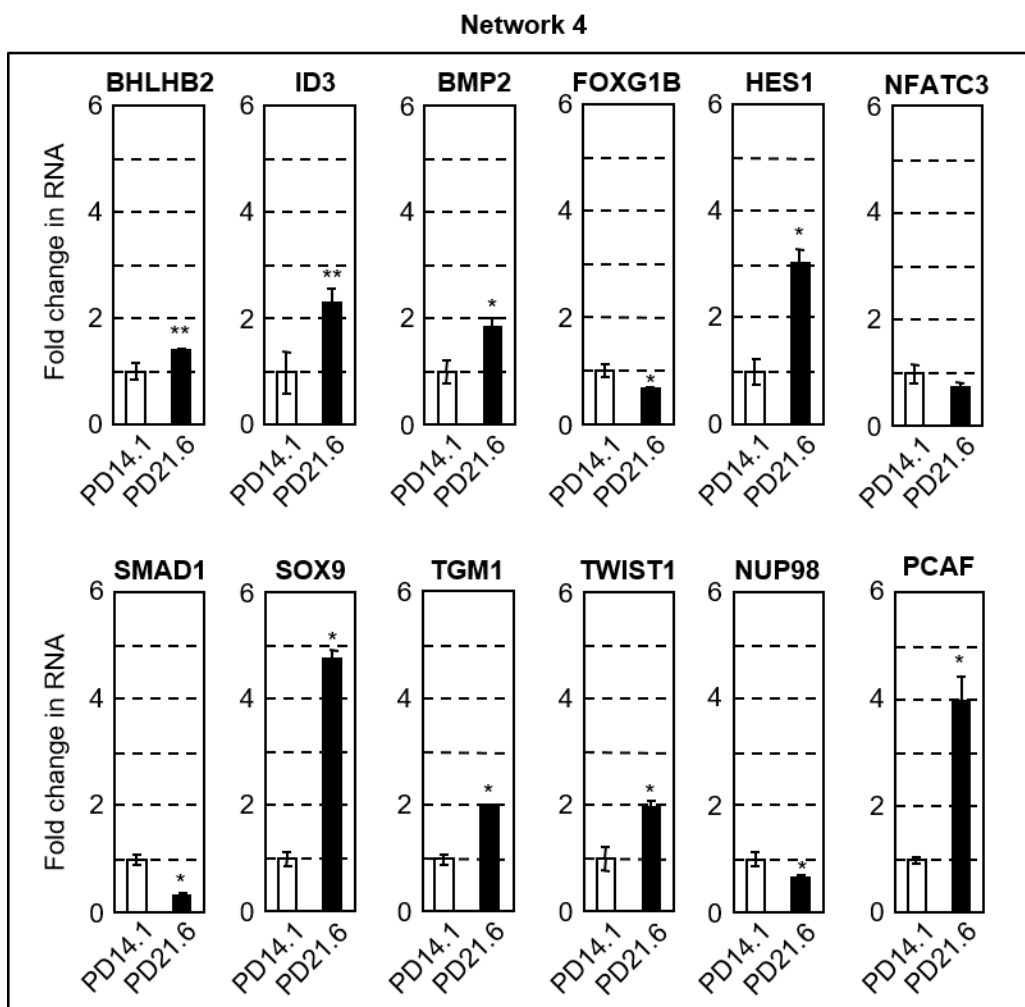 Network 4
BHLHB2 ID3 BMP2 FOXG1B HES1 NFATC3
Fold change in RNA
6 6 6 6 6 6
4 4 4 4 4 4
** ** * * *
2 2 2 2 2 2
0 0 0 0 0 0
PD14.1 PD21.6 PD14.1 PD21.6 PD14.1 PD21.6 PD14.1 PD21.6 PD14.1 PD21.6 PD14.1 PD21.6
SMAD1 SOX9 TGM1 TWIST1 NUP98 PCAF
Fold change in RNA
6 6 6 6 6 6
4 4 4 4 4 4
* * * * * *
2 2 2 2 2 2
0 0 0 0 0 0
PD14.1 PD21.6 PD14.1 PD21.6 PD14.1 PD21.6 PD14.1 PD21.6 PD14.1 PD21.6 PD14.1 PD21.6